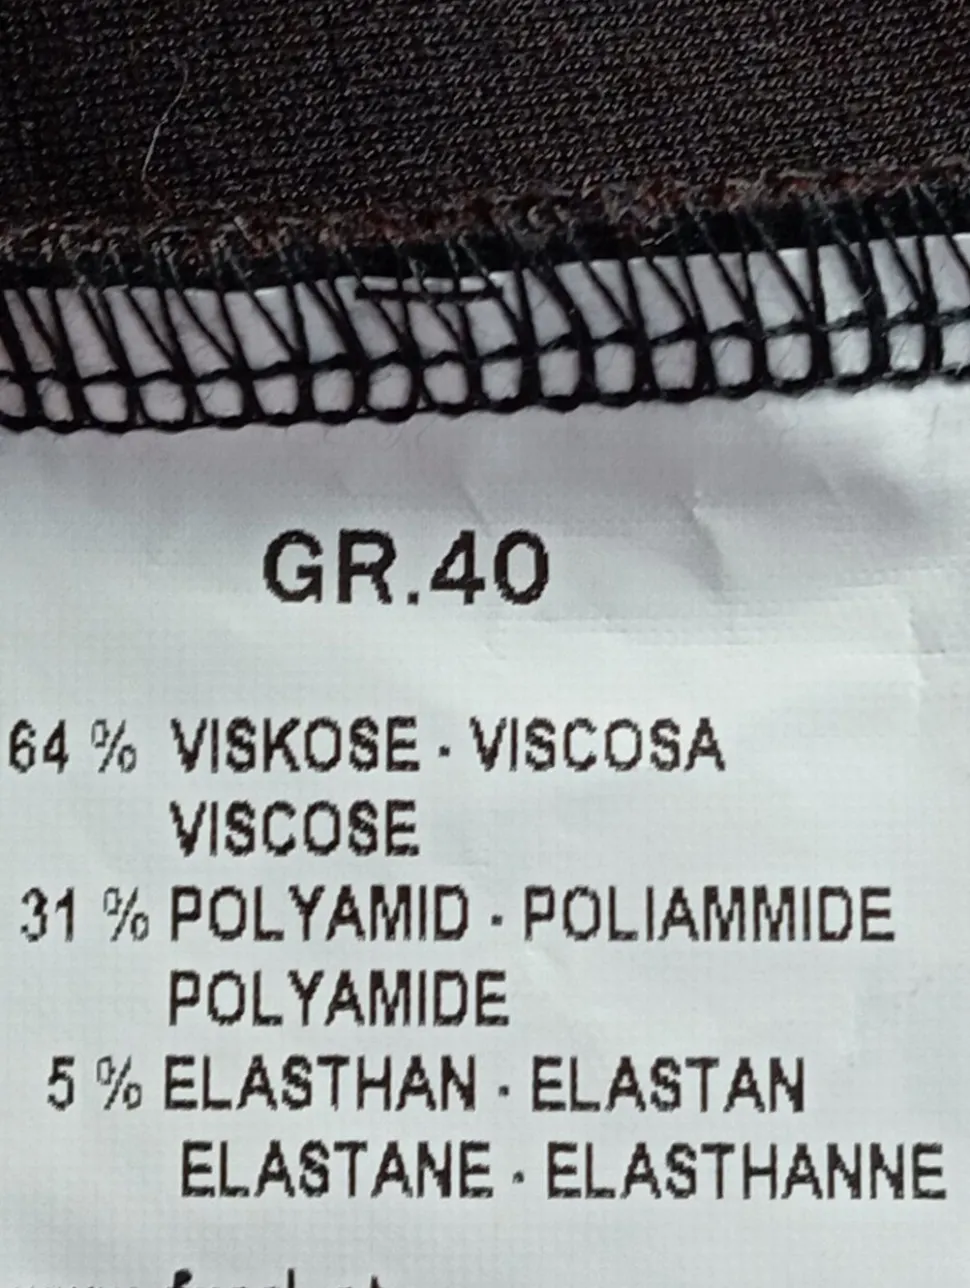 GR.40
64 % VISKOSE · VISCOSA
VISCOSE
31 % POLYAMID · POLIAMMIDE
POLYAMIDE
5 % ELASTHAN · ELASTAN
ELASTANE · ELASTHANNE